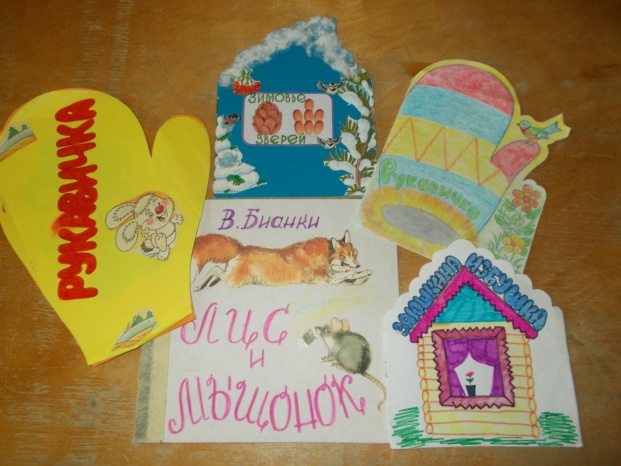 РУКАВИЧКА
ЗИМОВЬЕ
ЗВЕРЕЙ
Рукавичка
В. Бианки
ЛИС
и
МЫШОНОК
ЗАЮШКИНА ИЗБУШКА